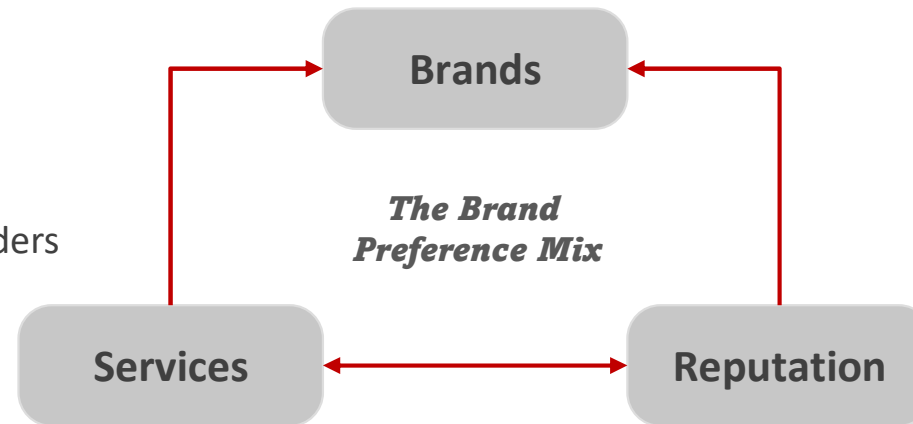 Brands
The Brand
Preference Mix
ders
Services
Reputation